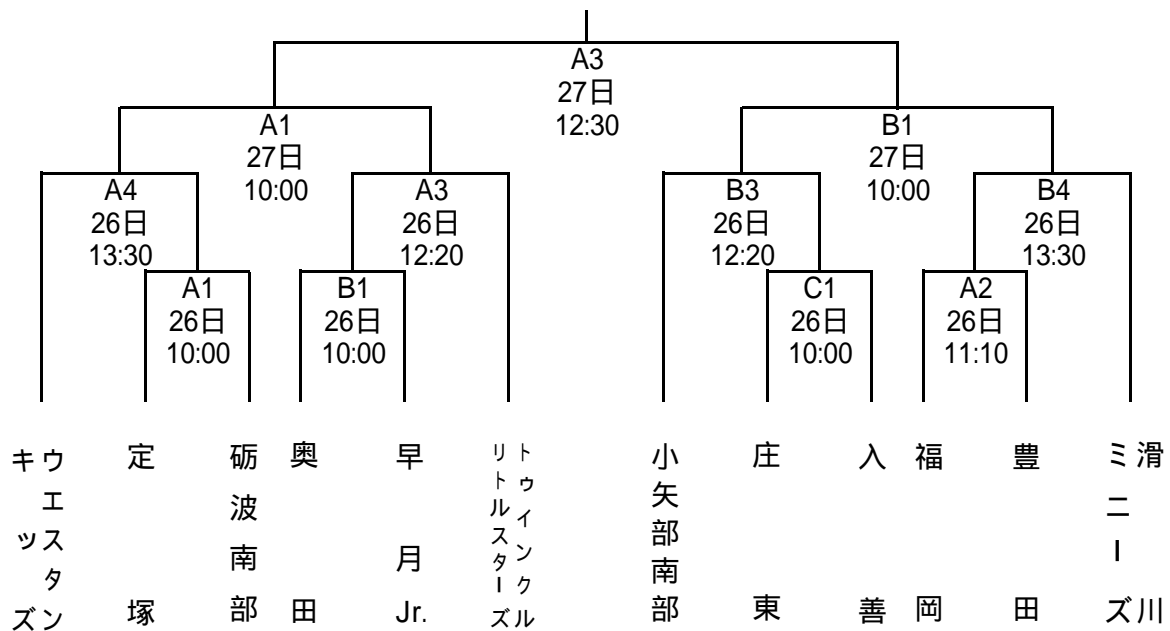 A3
27日
12:30
A1
27日
10:00
B1
27日
10:00
A4
26日
13:30
A3
26日
12:20
B3
26日
12:20
B4
26日
13:30
A1
26日
10:00
B1
26日
10:00
C1
26日
10:00
A2
26日
11:10
ウエスタン
キッズ
定塚
砺波南部
奥田
早月Jr.
トゥインクル
リトルスターズ
小矢部南部
庄東
入善
福岡
豊田
滑川
ミニーズ